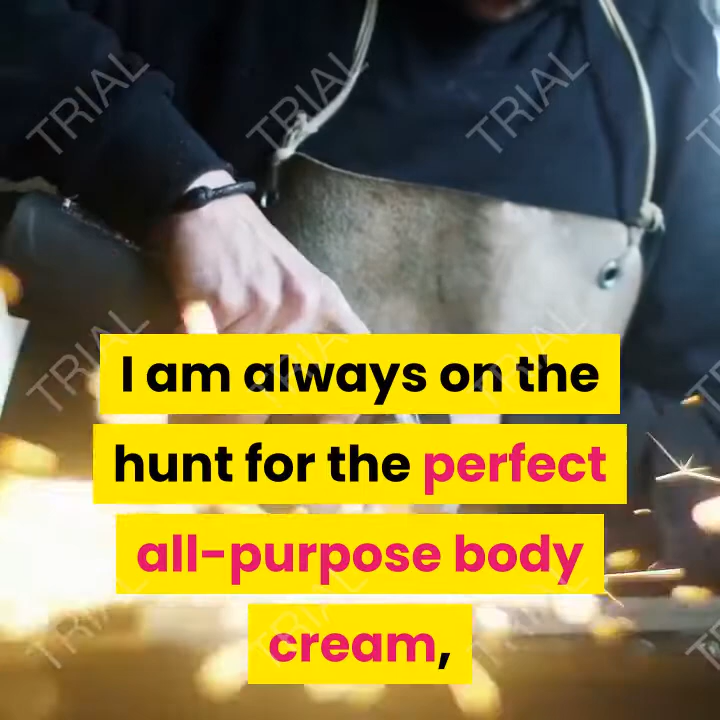 TRIAL TRIAL TRIAL
I am always on the
hunt for the perfect
all-purpose body
cream,